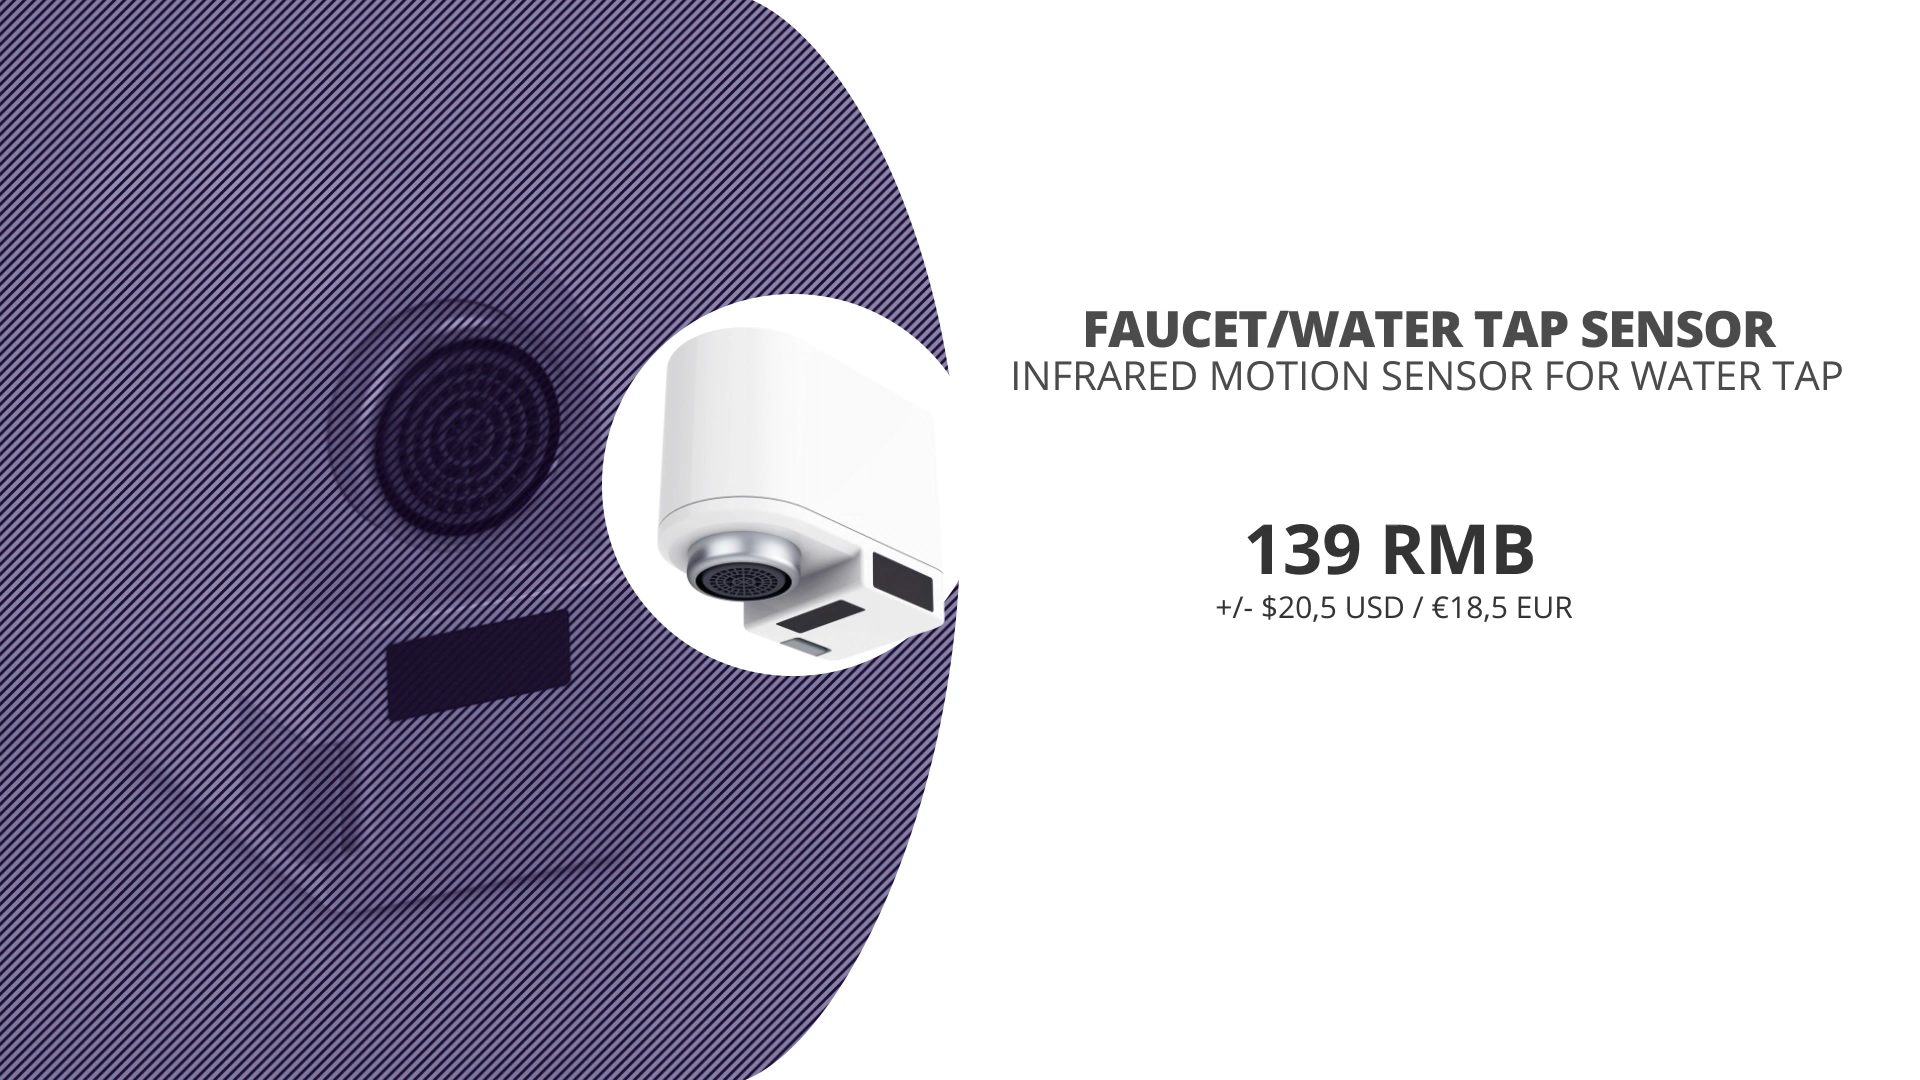 FAUCET/WATER TAP SENSOR
INFRARED MOTION SENSOR FOR WATER TAP
139 RMB
+/- $20,5 USD / €18,5 EUR